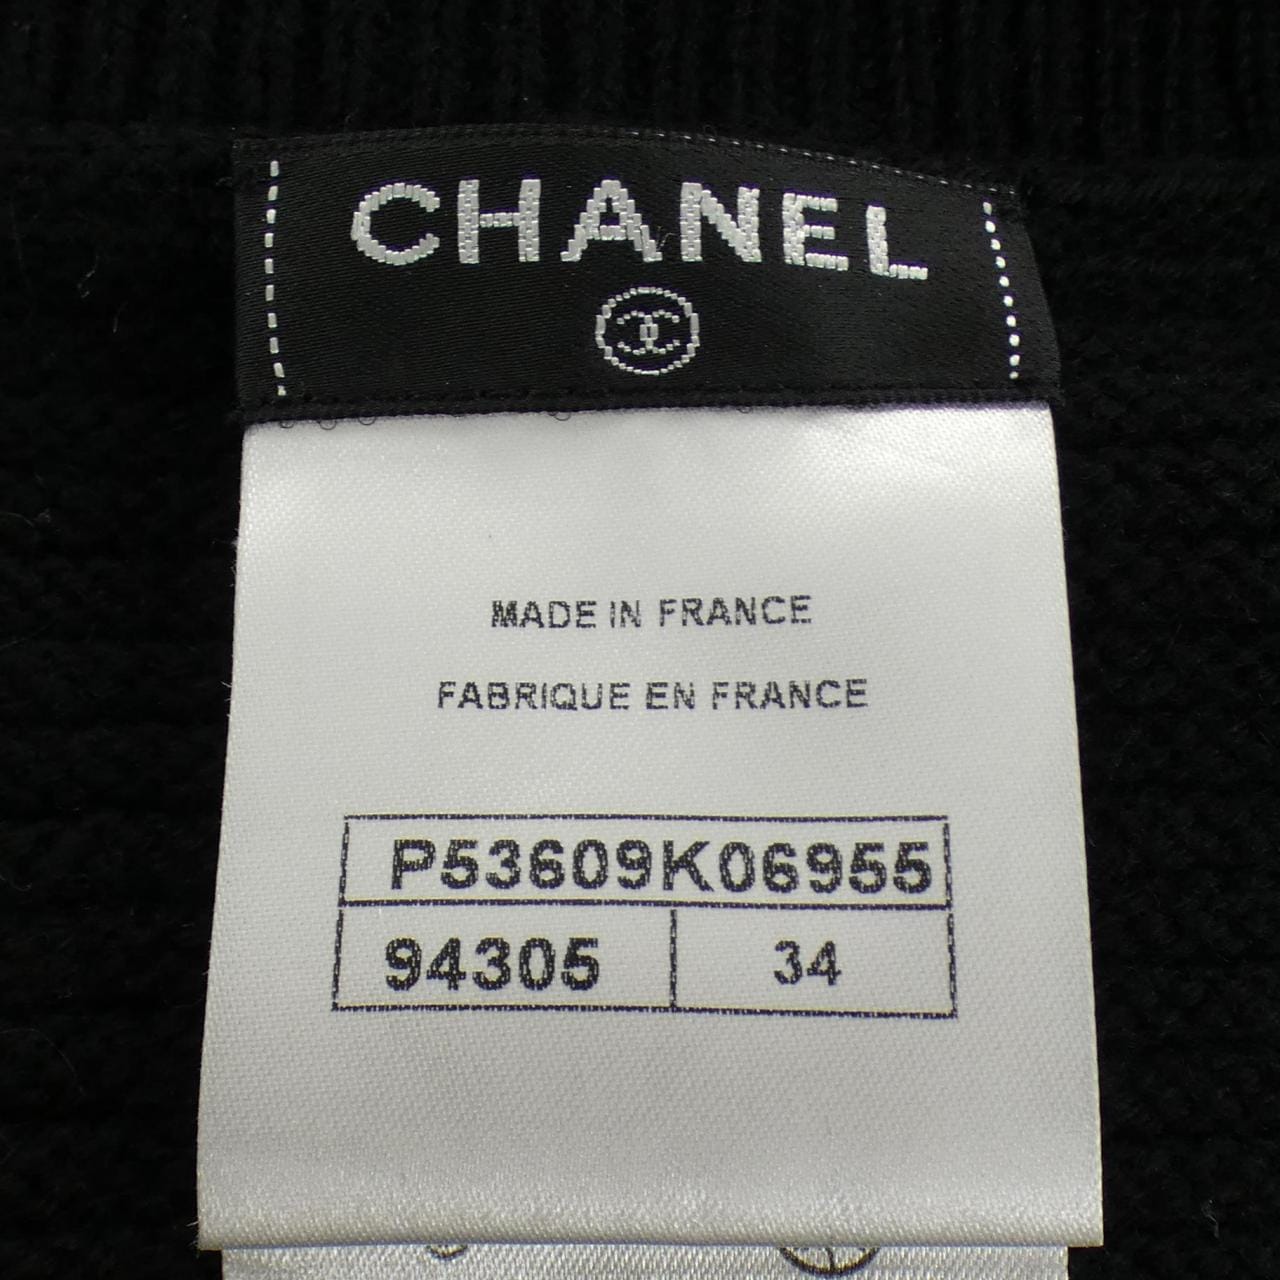 CHANEL
MADE IN FRANCE
FABRIQUE EN FRANCE
P53609K06955
94305 34